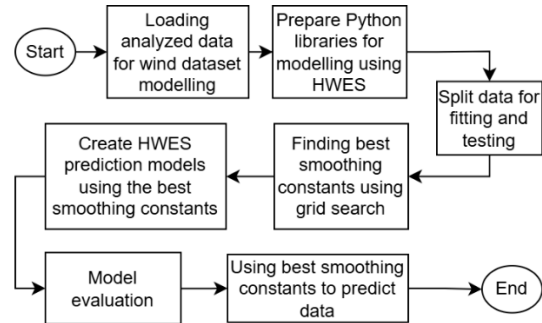 Start
Loading
analyzed data
for wind dataset
modelling
Prepare Python
libraries for
modelling using
HWES
Split data for
fitting and
testing
Finding best
smoothing
constants using
grid search
Create HWES
prediction models
using the best
smoothing constants
Model
evaluation
Using best smoothing
constants to predict
data
End